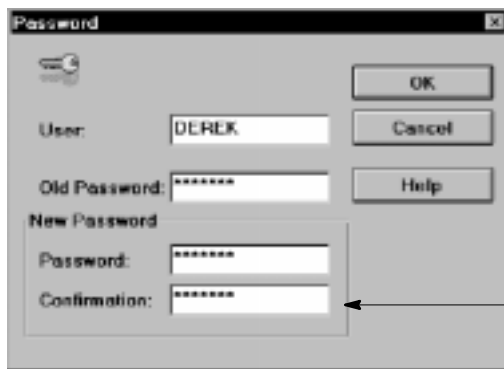 Password
OK
User: DEREK
Cancel
Old Password: *******
Help
New Password
Password: *******
Confirmation: *******